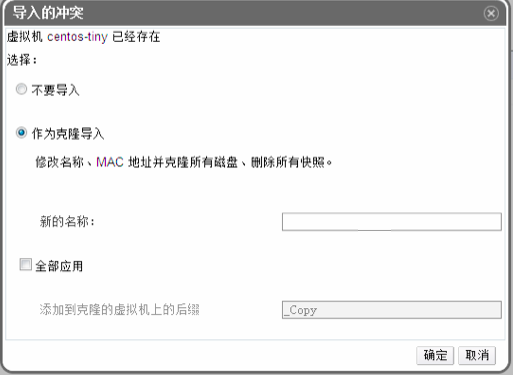 导入的冲突
虚拟机 centos-tiny 已经存在
选择：
不要导入
作为克隆导入
修改名称、MAC 地址并克隆所有磁盘、删除所有快照。
新的名称：
全部应用
添加到克隆的虚拟机上的后缀
_Copy
确定 取消